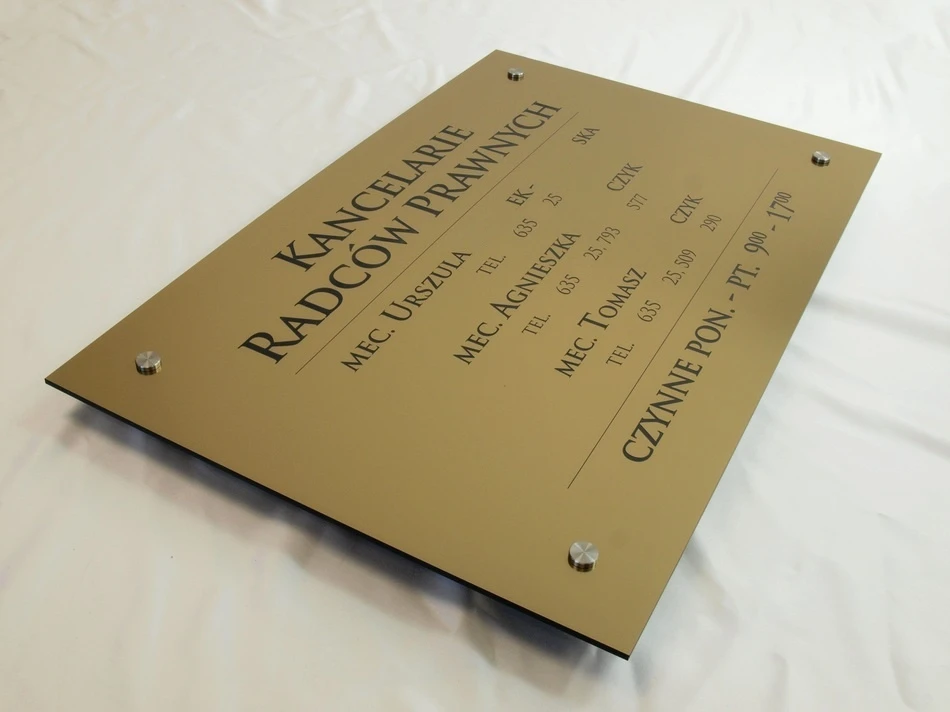 KANCELARIE
RADCÓW PRAWNYCH
MEC. URSZULA EK- SKA
TEL. 635 25
MEC. AGNIESZKA CZYK
TEL. 635 25. 793 577
MEC. TOMASZ CZYK
TEL. 635 25. 509 290
CZYNNE PON. - PT. 9⁰⁰ - 17⁰⁰